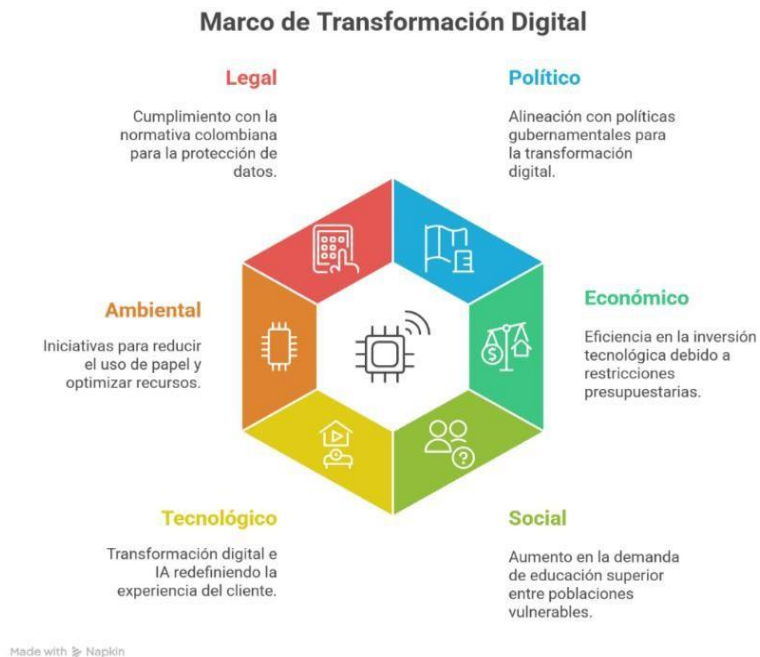 Marco de Transformación Digital
Legal
Cumplimiento con la
normativa colombiana
para la protección de
datos.
Político
Alineación con políticas
gubernamentales para
la transformación
digital.
Ambiental
Iniciativas para reducir
el uso de papel y
optimizar recursos.
Económico
Eficiencia en la inversión
tecnológica debido a
restricciones
presupuestarias.
Tecnológico
Transformación digital e
IA redefiniendo la
experiencia del cliente.
Social
Aumento en la demanda
de educación superior
entre poblaciones
vulnerables.
Made with Napkin